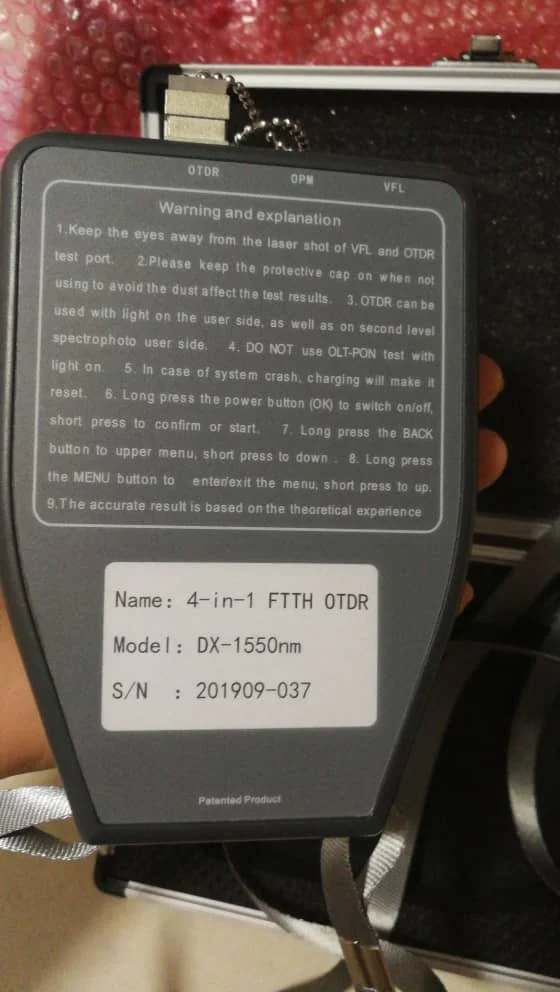 OTDR OPM VFL
Warning and explanation
1.Keep the eyes away from the laser shot of VFL and OTDR
test port. 2.Please keep the protective cap on when not
using to avoid the dust affect the test results. 3.OTDR can be
used with light on the user side, as well as on second level
spectrophoto user side. 4. DO NOT use OLT-PON test with
light on. 5. In case of system crash, charging will make it
reset. 6. Long press the power button (OK) to switch on/off,
short press to confirm or start. 7. Long press the BACK
button to upper menu, short press to down . 8. Long press
the MENU button to enter/exit the menu, short press to up.
9.The accurate result is based on the theoretical experience
Name: 4-in-1 FTTH OTDR
Model: DX-1550nm
S/N : 201909-037
Patented Product